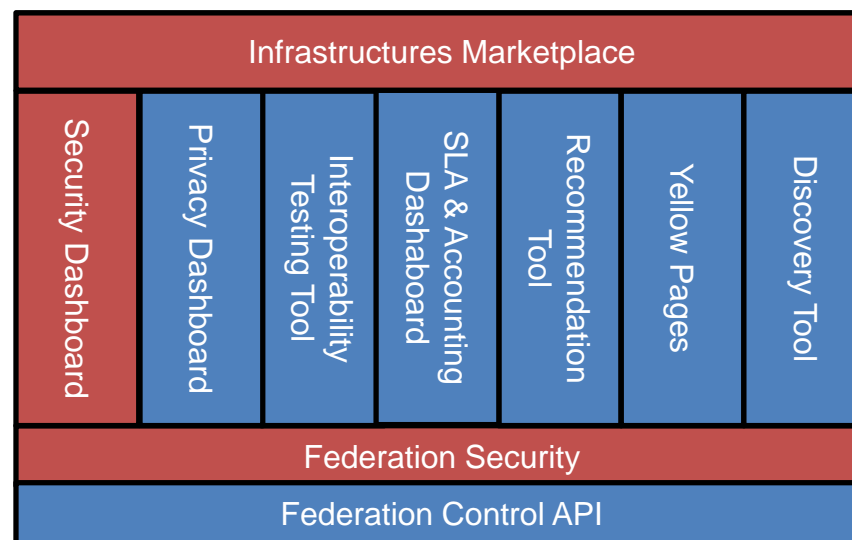 Infrastructures Marketplace
Security Dashboard
Privacy Dashboard
Interoperability
Testing Tool
SLA & Accounting
Dashaboard
Recommendation
Tool
Yellow Pages
Discovery Tool
Federation Security
Federation Control API